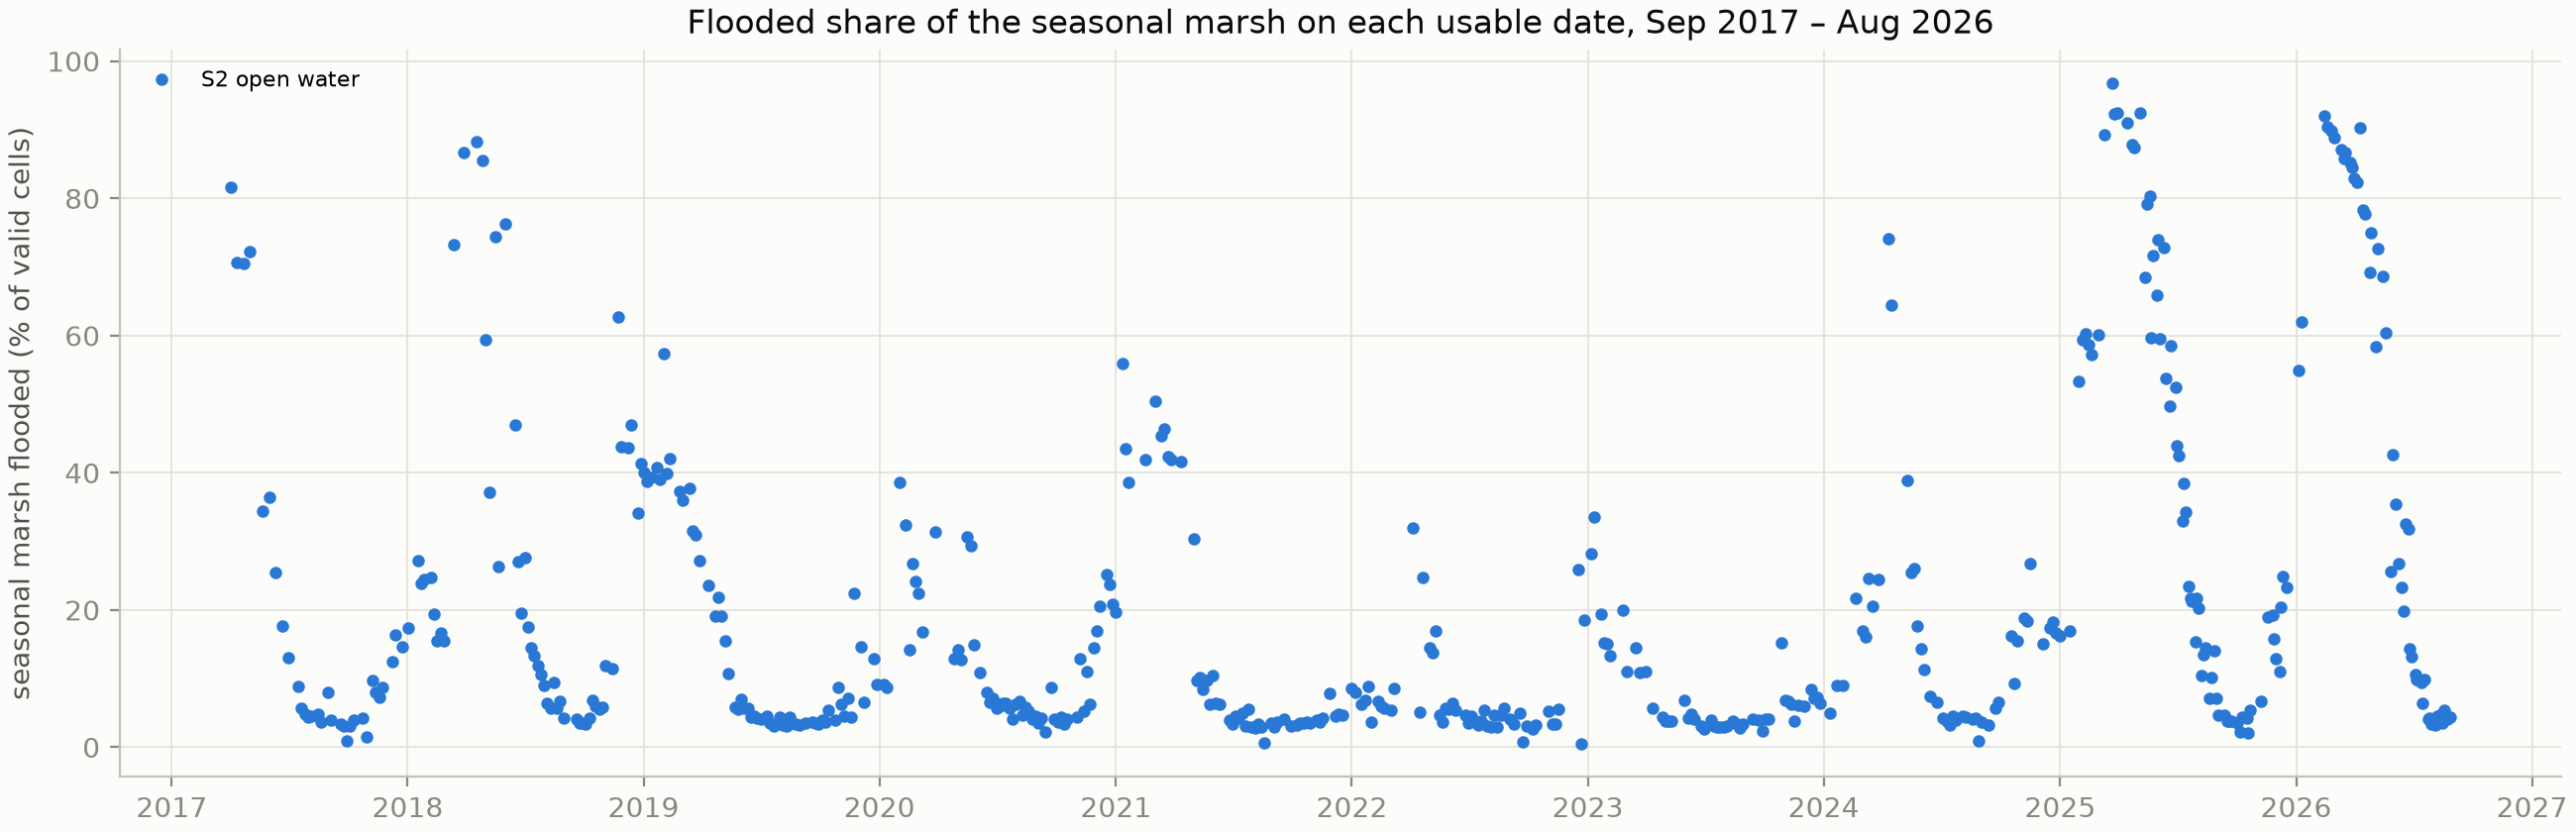 Flooded share of the seasonal marsh on each usable date, Sep 2017 – Aug 2026
S2 open water
seasonal marsh flooded (% of valid cells)
100
80
60
40
20
0
2017 2018 2019 2020 2021 2022 2023 2024 2025 2026 2027